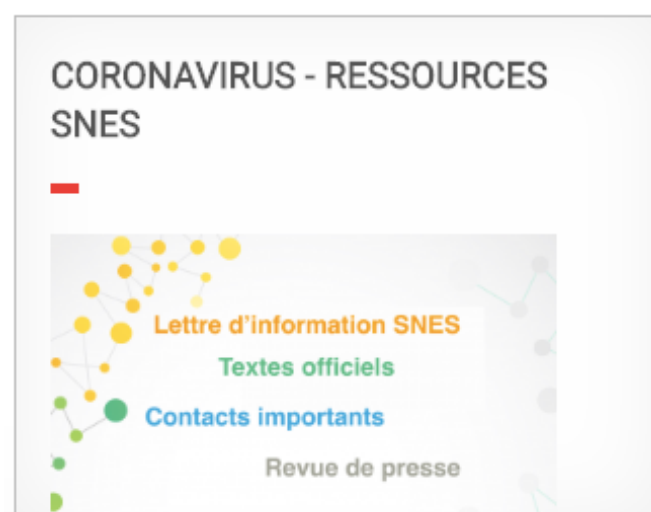 CORONAVIRUS - RESSOURCES
SNES
Lettre d'information SNES
Textes officiels
Contacts importants
Revue de presse